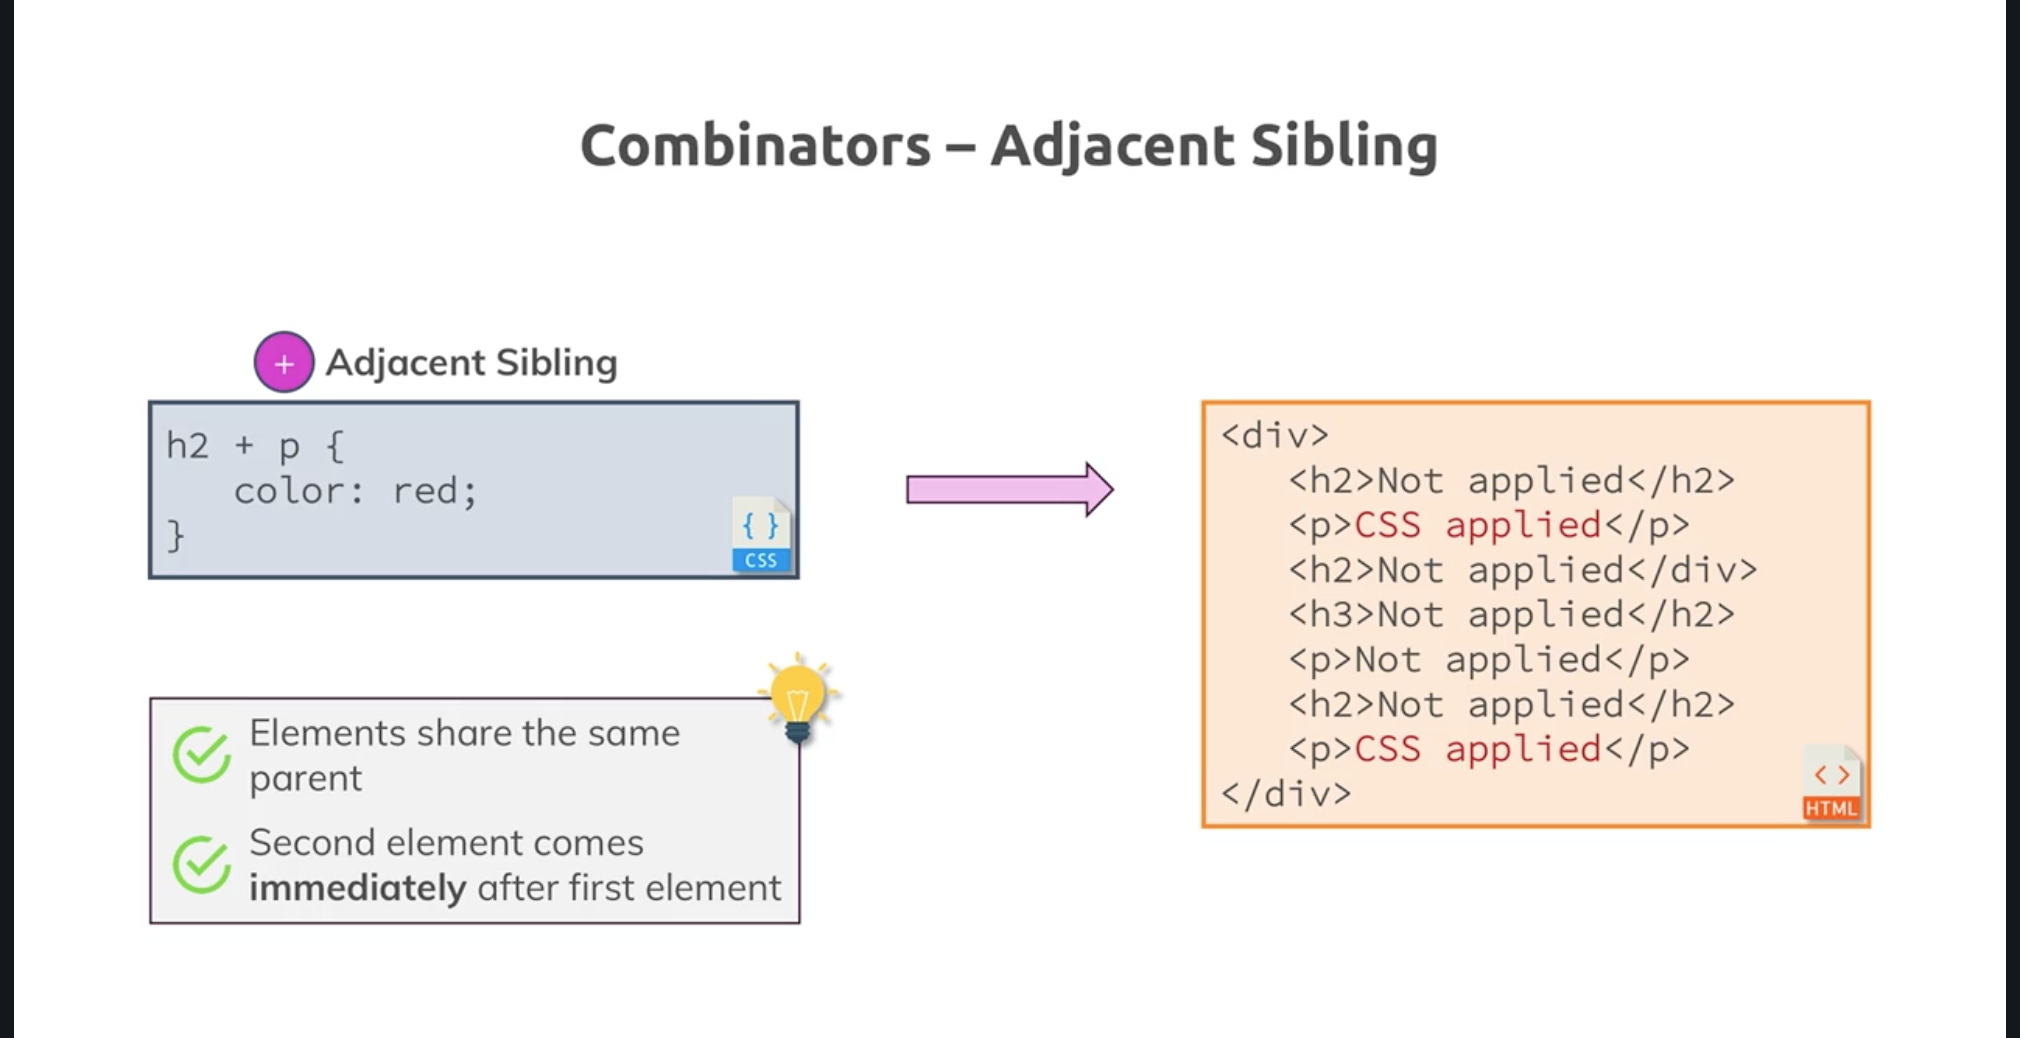 Combinators – Adjacent Sibling
+ Adjacent Sibling
h2 + p {
color: red;
}
{ }
CSS
Elements share the same
parent
Second element comes
immediately after first element
<div>
<h2>Not applied</h2>
<p>CSS applied</p>
<h2>Not applied</div>
<h3>Not applied</h2>
<p>Not applied</p>
<h2>Not applied</h2>
<p>CSS applied</p>
</div>
< >
HTML